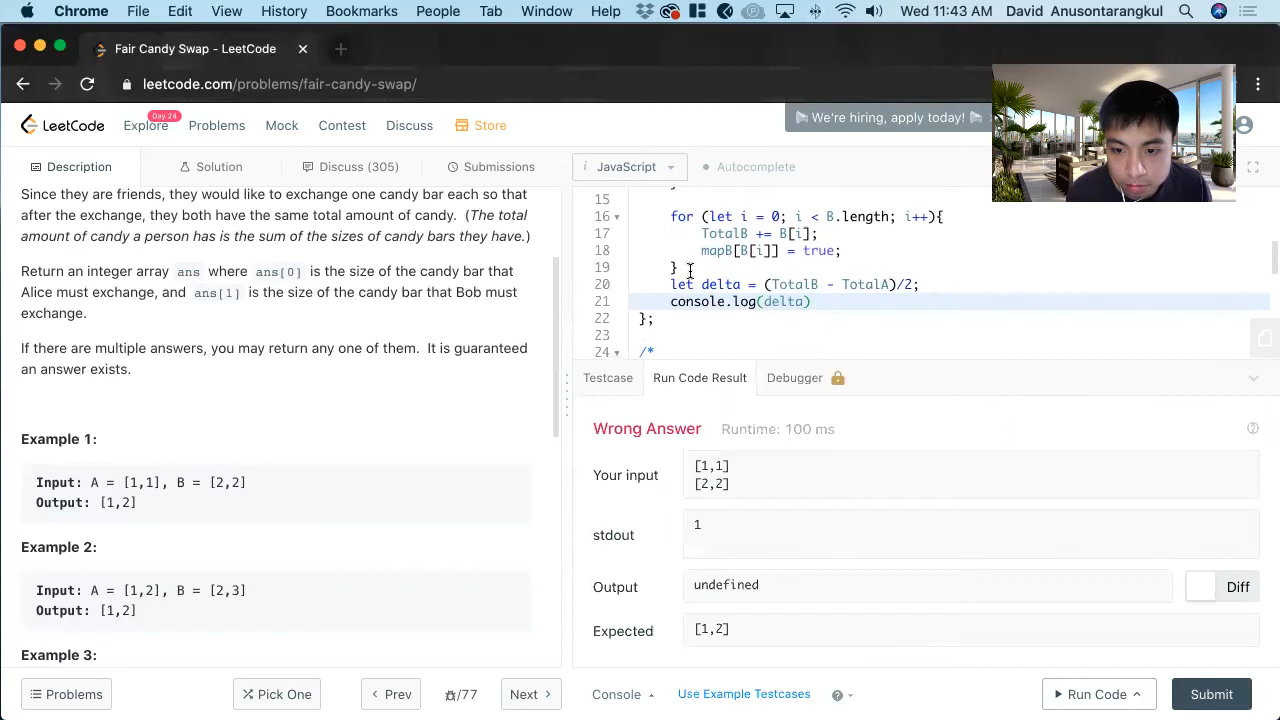 Chrome File Edit View History Bookmarks People Tab Window Help Wed 11:43 AM David Anusontarangkul
Fair Candy Swap - LeetCode
leetcode.com/problems/fair-candy-swap/
LeetCode Explore Day 24 Problems Mock Contest Discuss Store
We're hiring, apply today!
Description Solution Discuss (305) Submissions
JavaScript Autocomplete
Since they are friends, they would like to exchange one candy bar each so that
after the exchange, they both have the same total amount of candy. (The total
amount of candy a person has is the sum of the sizes of candy bars they have.)
Return an integer array ans where ans[0] is the size of the candy bar that
Alice must exchange, and ans[1] is the size of the candy bar that Bob must
exchange.
If there are multiple answers, you may return any one of them. It is guaranteed
an answer exists.
Example 1:
Input: A = [1,1], B = [2,2]
Output: [1,2]
Example 2:
Input: A = [1,2], B = [2,3]
Output: [1,2]
Example 3:
15
16 for (let i = 0; i < B.length; i++){
17 TotalB += B[i];
18 mapB[B[i]] = true;
19 }
20 let delta = (TotalB - TotalA)/2;
21 console.log(delta)
22 };
23
24 /*
Testcase Run Code Result Debugger
Wrong Answer Runtime: 100 ms
Your input
[1,1]
[2,2]
stdout
1
Output
undefined
Diff
Expected
[1,2]
Problems Pick One Prev /77 Next Console Use Example Testcases Run Code Submit